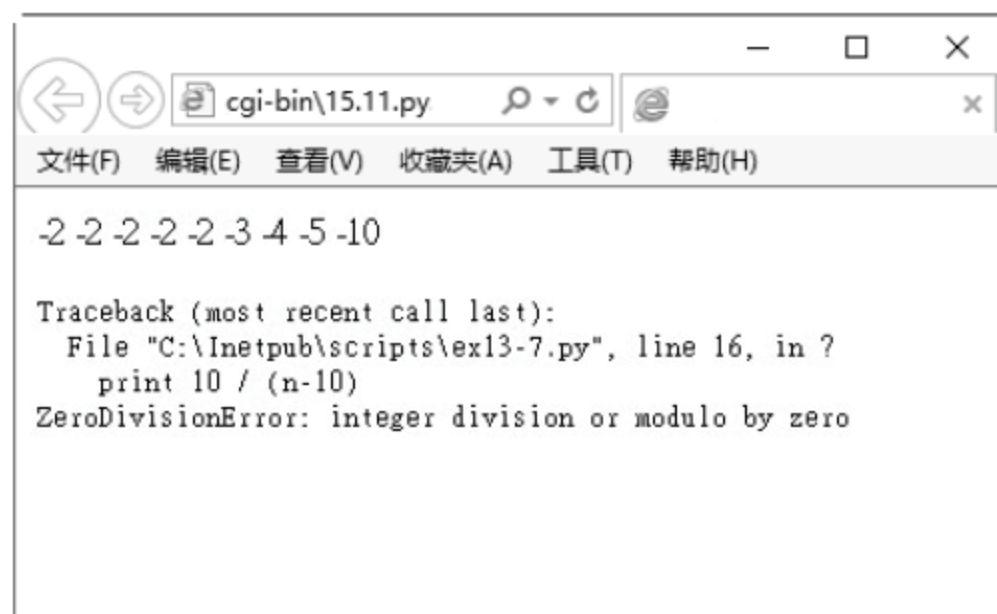 cgi-bin\15.11.py
文件(F) 编辑(E) 查看(V) 收藏夹(A) 工具(T) 帮助(H)
-2 -2 -2 -2 -2 -3 -4 -5 -10
Traceback (most recent call last):
File "C:\Inetpub\scripts\ex13-7.py", line 16, in ?
print 10 / (n-10)
ZeroDivisionError: integer division or modulo by zero